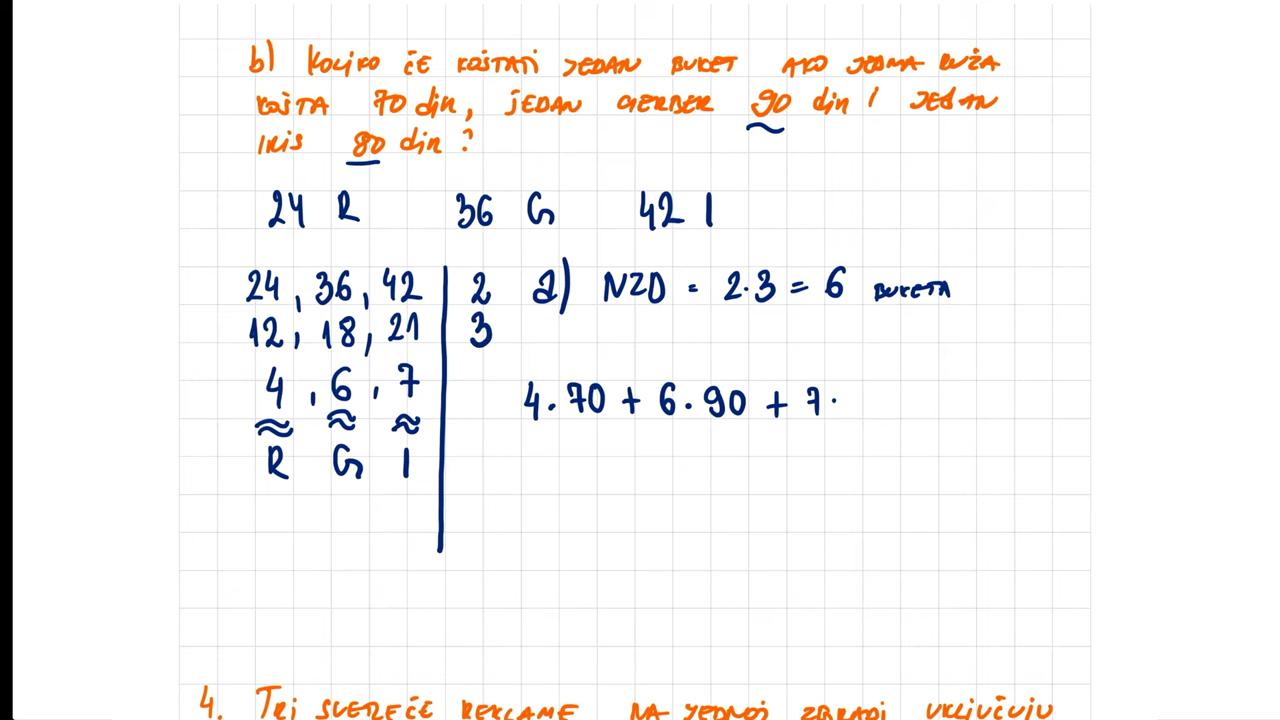 b) KOLIKO ĆE KOŠTATI JEDAN BUKET AKO JEDNA RUŽA
KOŠTA 70 din, JEDAN GERBER 90 din I JEDAN
IRIS 80 din?
24 R 36 G 42 I
24, 36, 42 | 2 a) NZD = 2·3 = 6 BUKETA
12, 18, 21 | 3
4, 6, 7 4·70 + 6·90 + 7·
R G I
4. TRI SVETLEĆE REKLAME NA JEDNOJ ZGRADI UKLJUČUJU